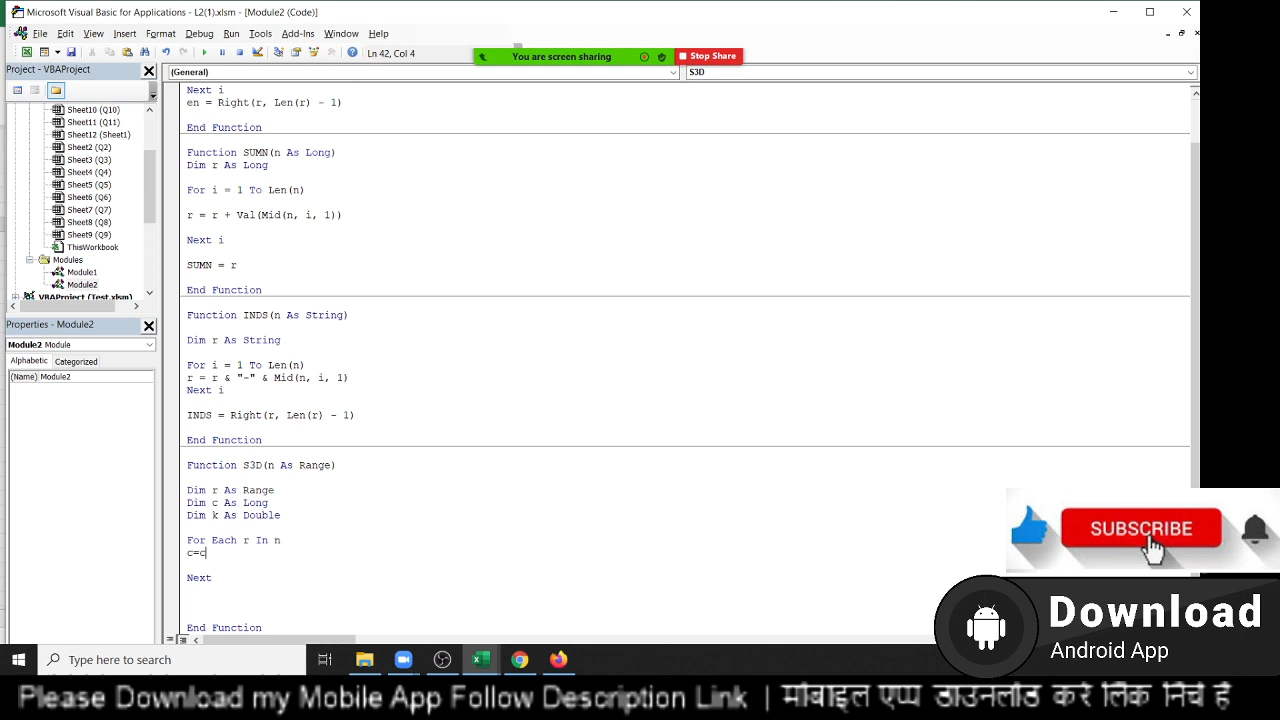 Microsoft Visual Basic for Applications - L2(1).xlsm - [Module2 (Code)]
File Edit View Insert Format Debug Run Tools Add-Ins Window Help
Ln 42, Col 4
You are screen sharing
Stop Share
Project - VBAProject
(General)
S3D
Sheet10 (Q10)
Sheet11 (Q11)
Sheet12 (Sheet1)
Sheet2 (Q2)
Sheet3 (Q3)
Sheet4 (Q4)
Sheet5 (Q5)
Sheet6 (Q6)
Sheet7 (Q7)
Sheet8 (Q8)
Sheet9 (Q9)
ThisWorkbook
Modules
Module1
Module2
VBAProject (Test.xlsm)
Properties - Module2
Module2 Module
Alphabetic Categorized
(Name) Module2
Next i
en = Right(r, Len(r) - 1)
End Function
Function SUMN(n As Long)
Dim r As Long
For i = 1 To Len(n)
r = r + Val(Mid(n, i, 1))
Next i
SUMN = r
End Function
Function INDS(n As String)
Dim r As String
For i = 1 To Len(n)
r = r & "-" & Mid(n, i, 1)
Next i
INDS = Right(r, Len(r) - 1)
End Function
Function S3D(n As Range)
Dim r As Range
Dim c As Long
Dim k As Double
For Each r In n
c=c
Next
End Function
SUBSCRIBE
Download
Android App
Type here to search
Please Download my Mobile App Follow Description Link | मोबाइल एप्प डाउनलोड करे लिंक निचे है